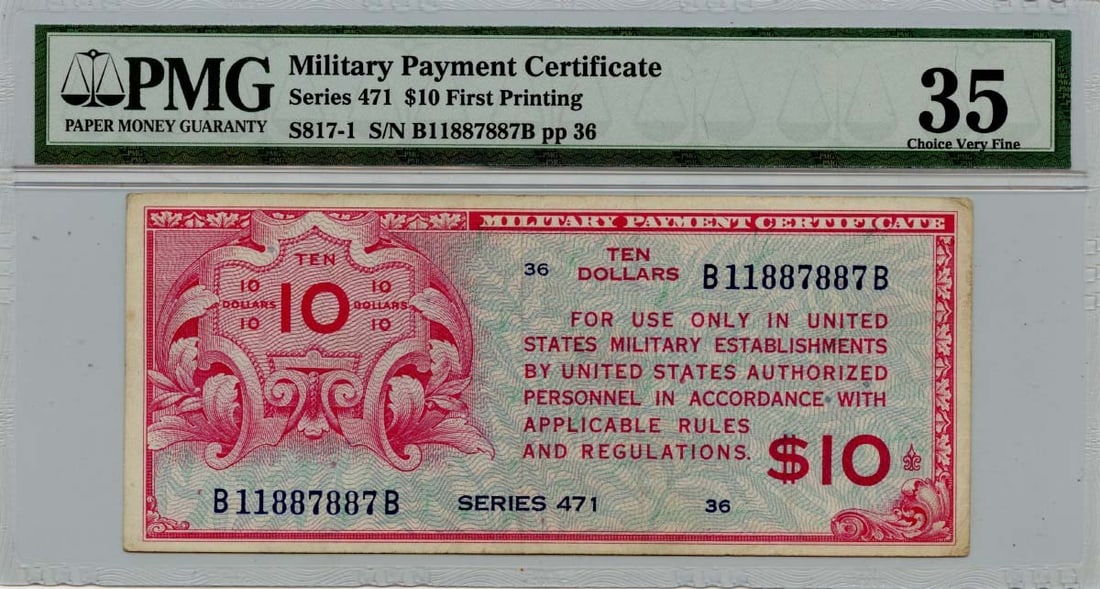 PMG
PAPER MONEY GUARANTY
Military Payment Certificate
Series 471 $10 First Printing
S817-1 S/N B11887887B pp 36
35
Choice Very Fine
MILITARY PAYMENT CERTIFICATE
TEN
10 10
DOLLARS 10 DOLLARS
10 10
36
TEN
DOLLARS
B11887887B
FOR USE ONLY IN UNITED
STATES MILITARY ESTABLISHMENTS
BY UNITED STATES AUTHORIZED
PERSONNEL IN ACCORDANCE WITH
APPLICABLE RULES
AND REGULATIONS.
$10
B11887887B
SERIES 471
36